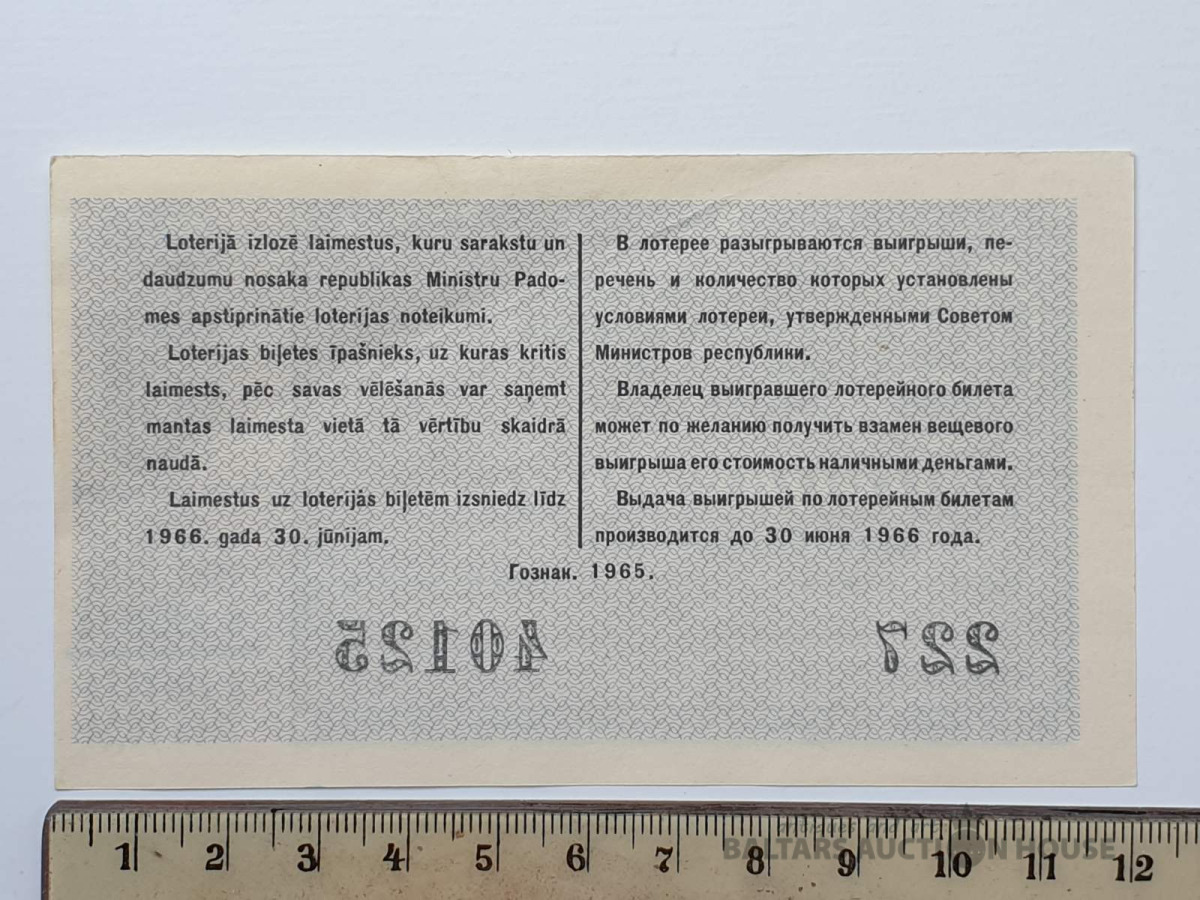 Loterijā izlozē laimestus, kuru sarakstu un
daudzumu nosaka republikas Ministru Pado-
mes apstiprinātie loterijas noteikumi.
Loterijas biļetes īpašnieks, uz kuras kritis
laimests, pēc savas vēlēšanās var saņemt
mantas laimesta vietā tā vērtību skaidrā
naudā.
Laimestus uz loterijas biļetēm izsniedz līdz
1966. gada 30. jūnijam.
В лотерее разыгрываются выигрыши, пе-
речень и количество которых установлены
условиями лотереи, утвержденными Советом
Министров республики.
Владелец выигравшего лотерейного билета
может по желанию получить взамен вещевого
выигрыша его стоимость наличными деньгами.
Выдача выигрышей по лотерейным билетам
производится до 30 июня 1966 года.
Гознак. 1965.
40125
227
1 2 3 4 5 6 7 8 9 10 11 12
BALTARS AUCTION HOUSE